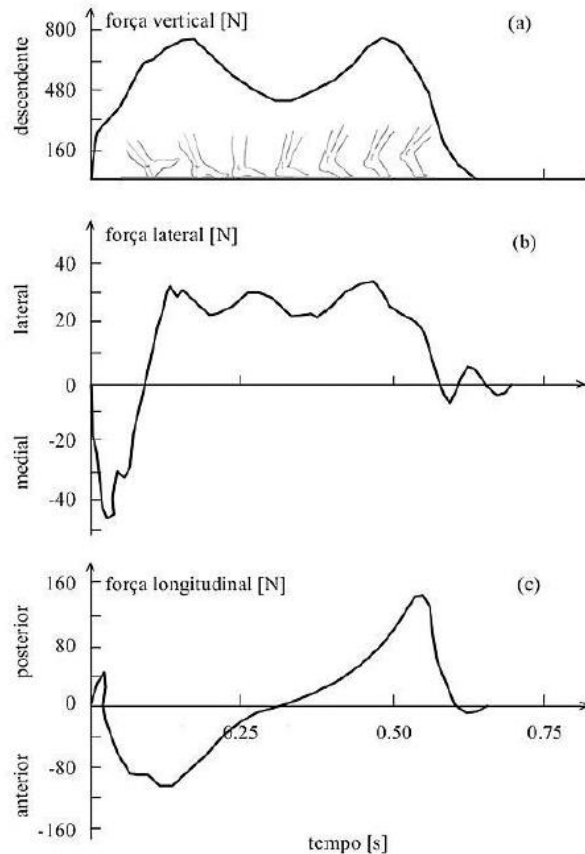 força vertical [N]
(a)
descendente
800
480
160
força lateral [N]
(b)
lateral
medial
40
20
0
-20
-40
força longitudinal [N]
(c)
posterior
anterior
160
80
0
-80
-160
0.25
0.50
0.75
tempo [s]